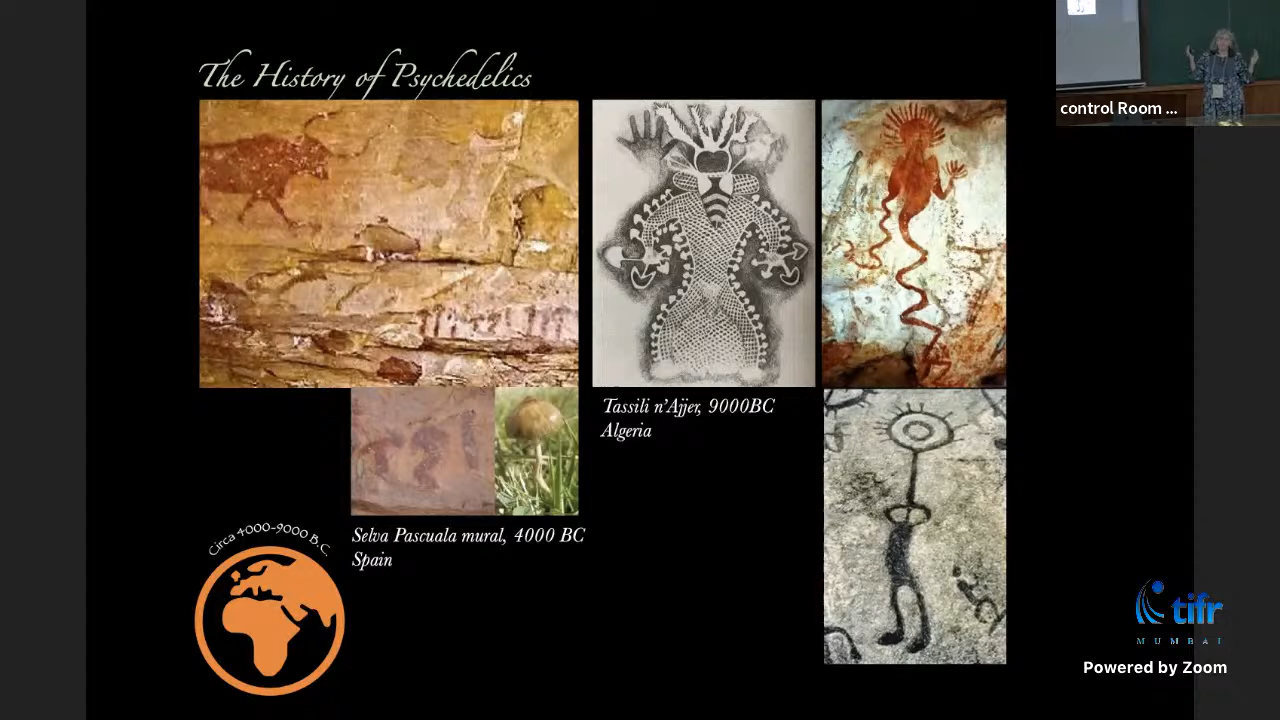 The History of Psychedelics
control Room ...
Tassili n'Ajjer, 9000BC
Algeria
Selva Pascuala mural, 4000 BC
Spain
Circa 4000-9000 B.C.
tifr
MUMBAI
Powered by Zoom